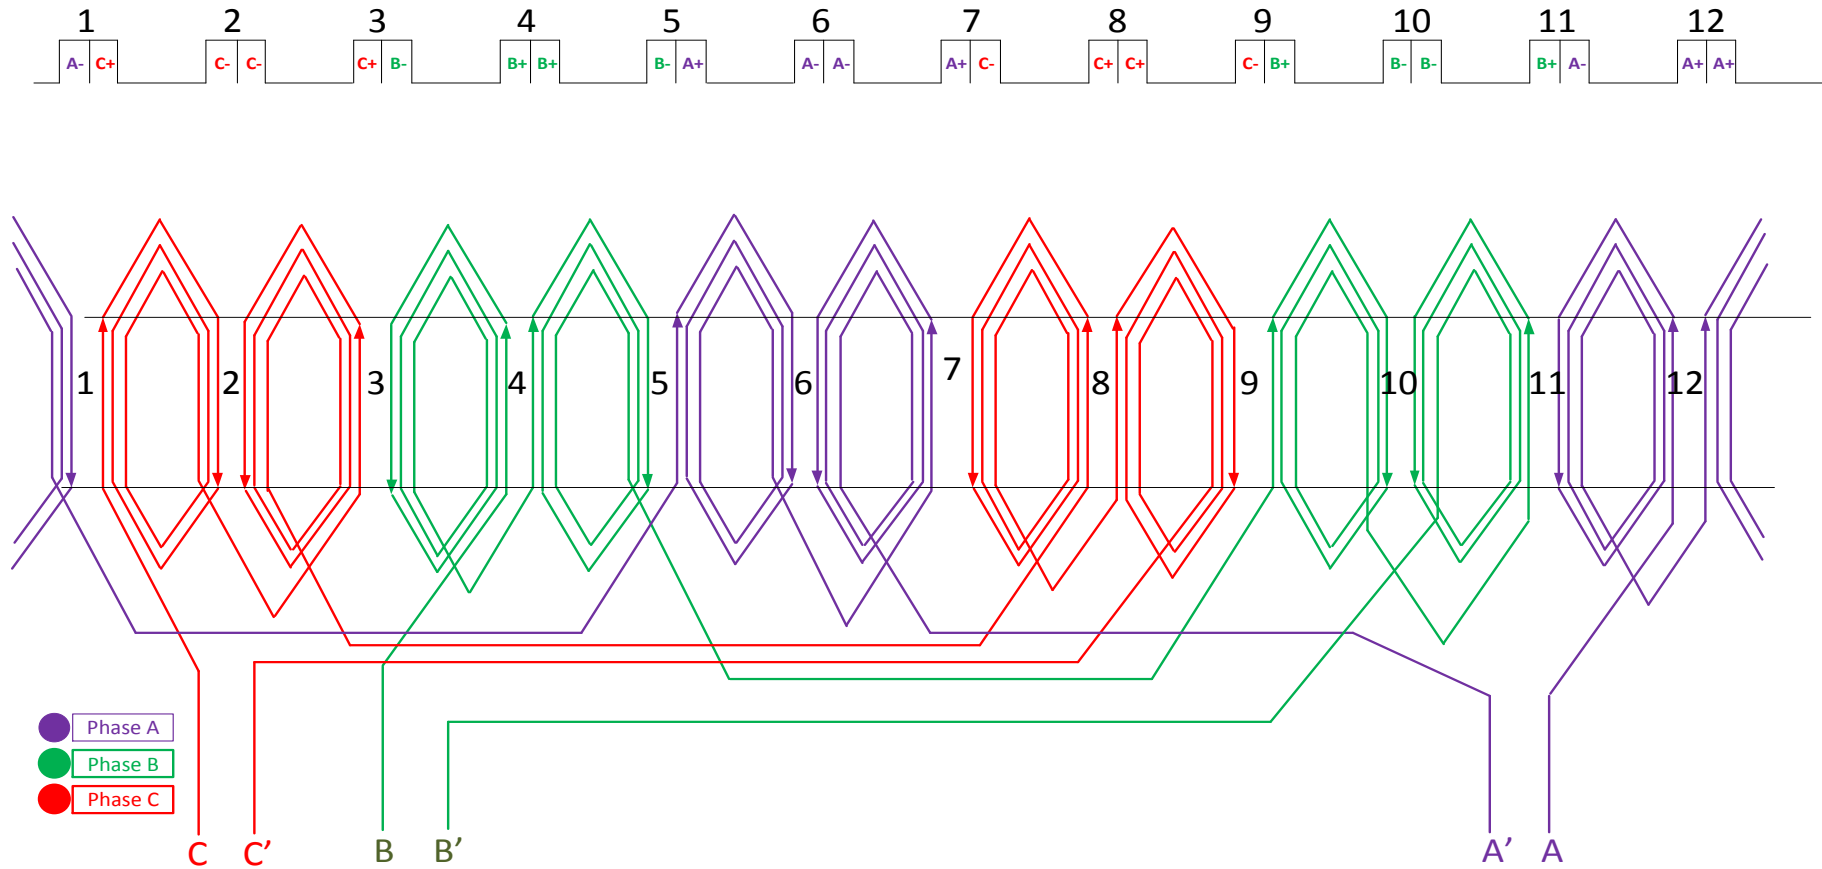 1 2 3 4 5 6 7 8 9 10 11 12
A- C+ C- C- C+ B- B+ B+ B- A+ A- A- A+ C- C+ C+ C- B+ B- B- B+ A- A+ A+
1 2 3 4 5 6 7 8 9 10 11 12
Phase A
Phase B
Phase C
C C’ B B’ A’ A